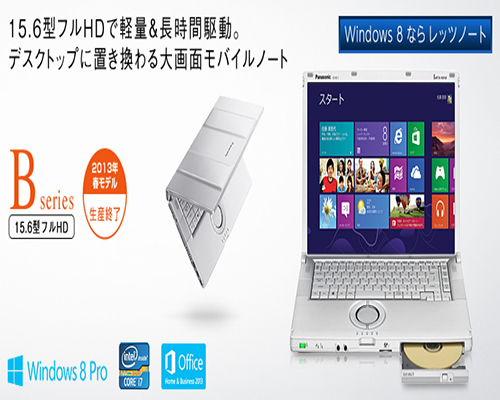 15.6型フルHDで軽量&長時間駆動。
デスクトップに置き換わる大画面モバイルノート
Windows 8 なら レッツノート
B series
15.6型フルHD
2013年
春モデル
生産終了
Panasonic
スタート
Windows 8 Pro
intel inside
CORE i7
Office
Home & Business 2013